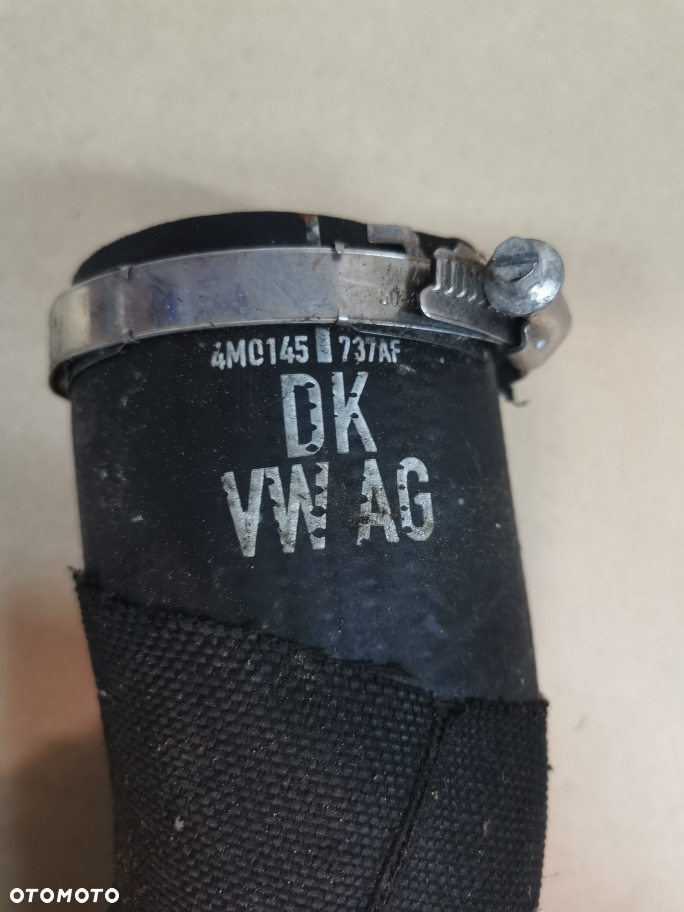 4M0145 737AF
DK
VW AG
OTOMOTO